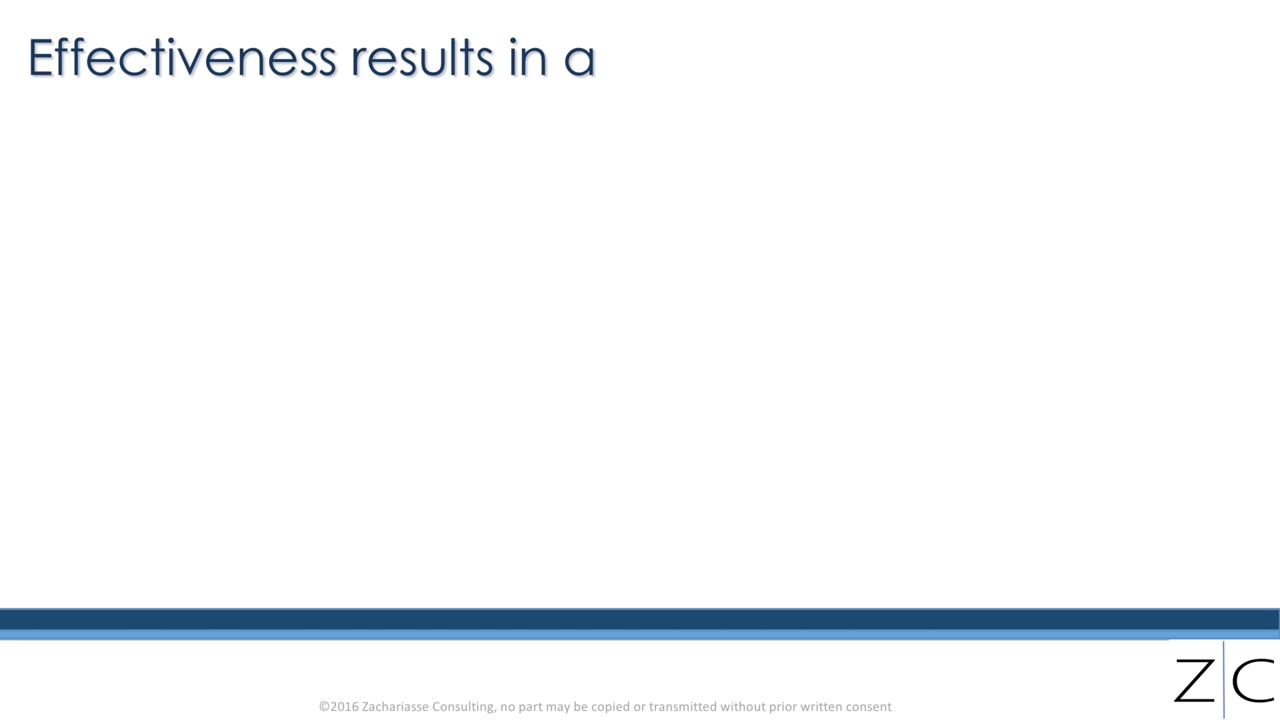 Effectiveness results in a
Z|C
©2016 Zachariasse Consulting, no part may be copied or transmitted without prior written consent